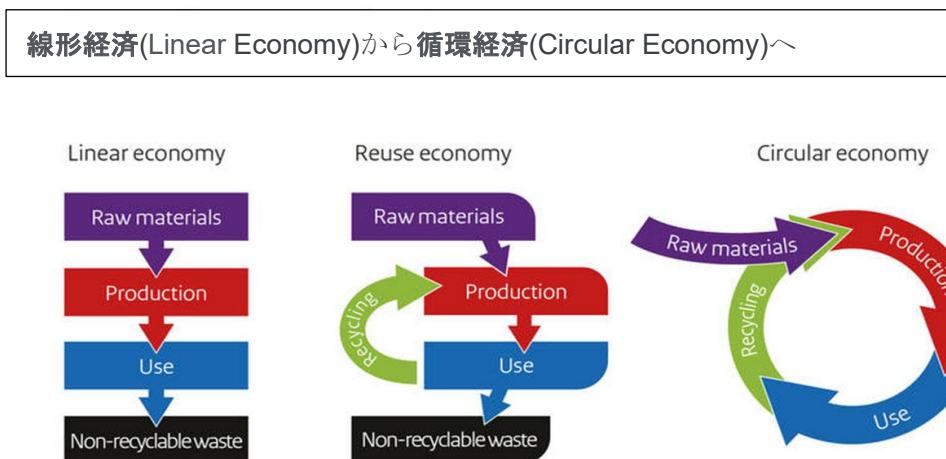 線形経済(Linear Economy)から循環経済(Circular Economy)へ
Linear economy
Raw materials
Production
Use
Non-recyclable waste
Reuse economy
Raw materials
Production
Recycling
Use
Non-recyclable waste
Circular economy
Raw materials
Production
Recycling
Use